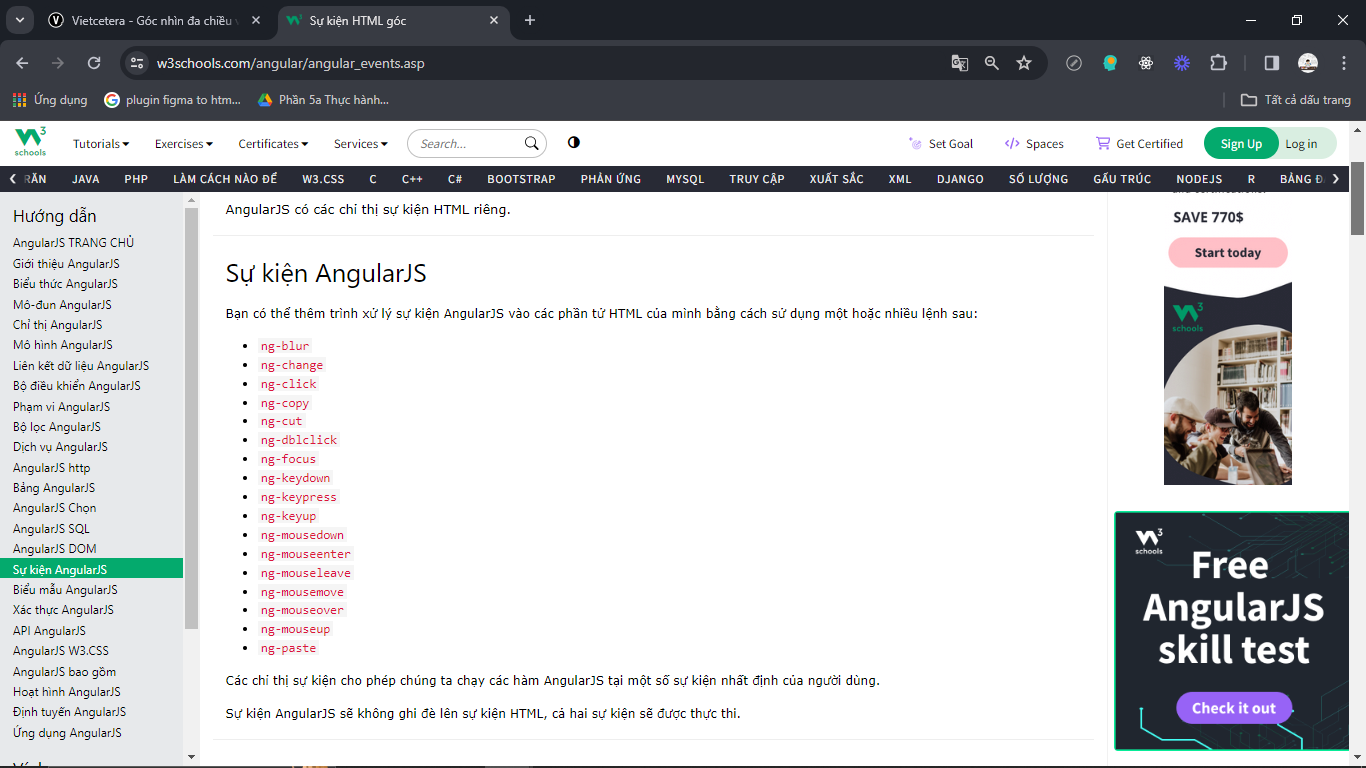 Vietcetera - Góc nhìn đa chiều
Sự kiện HTML gốc
w3schools.com/angular/angular_events.asp
Ứng dụng
plugin figma to htm...
Phần 5a Thực hành...
Tất cả dấu trang
3
schools
Tutorials
Exercises
Certificates
Services
Search...
Set Goal
Spaces
Get Certified
Sign Up
Log in
RĂN JAVA PHP LÀM CÁCH NÀO ĐỂ W3.CSS C C++ C# BOOTSTRAP PHẢN ỨNG MYSQL TRUY CẬP XUẤT SẮC XML DJANGO SỐ LƯỢNG GẤU TRÚC NODEJS R BẢNG
Hướng dẫn
AngularJS TRANG CHỦ
Giới thiệu AngularJS
Biểu thức AngularJS
Mô-đun AngularJS
Chỉ thị AngularJS
Mô hình AngularJS
Liên kết dữ liệu AngularJS
Bộ điều khiển AngularJS
Phạm vi AngularJS
Bộ lọc AngularJS
Dịch vụ AngularJS
AngularJS http
Bảng AngularJS
AngularJS Chọn
AngularJS SQL
AngularJS DOM
Sự kiện AngularJS
Biểu mẫu AngularJS
Xác thực AngularJS
API AngularJS
AngularJS W3.CSS
AngularJS bao gồm
Hoạt hình AngularJS
Định tuyến AngularJS
Ứng dụng AngularJS
AngularJS có các chỉ thị sự kiện HTML riêng.
Sự kiện AngularJS
Bạn có thể thêm trình xử lý sự kiện AngularJS vào các phần tử HTML của mình bằng cách sử dụng một hoặc nhiều lệnh sau:
ng-blur
ng-change
ng-click
ng-copy
ng-cut
ng-dblclick
ng-focus
ng-keydown
ng-keypress
ng-keyup
ng-mousedown
ng-mouseenter
ng-mouseleave
ng-mousemove
ng-mouseover
ng-mouseup
ng-paste
Các chỉ thị sự kiện cho phép chúng ta chạy các hàm AngularJS tại một số sự kiện nhất định của người dùng.
Sự kiện AngularJS sẽ không ghi đè lên sự kiện HTML, cả hai sự kiện sẽ được thực thi.
SAVE 770$
Start today
3
schools
3
schools
Free
AngularJS
skill test
Check it out